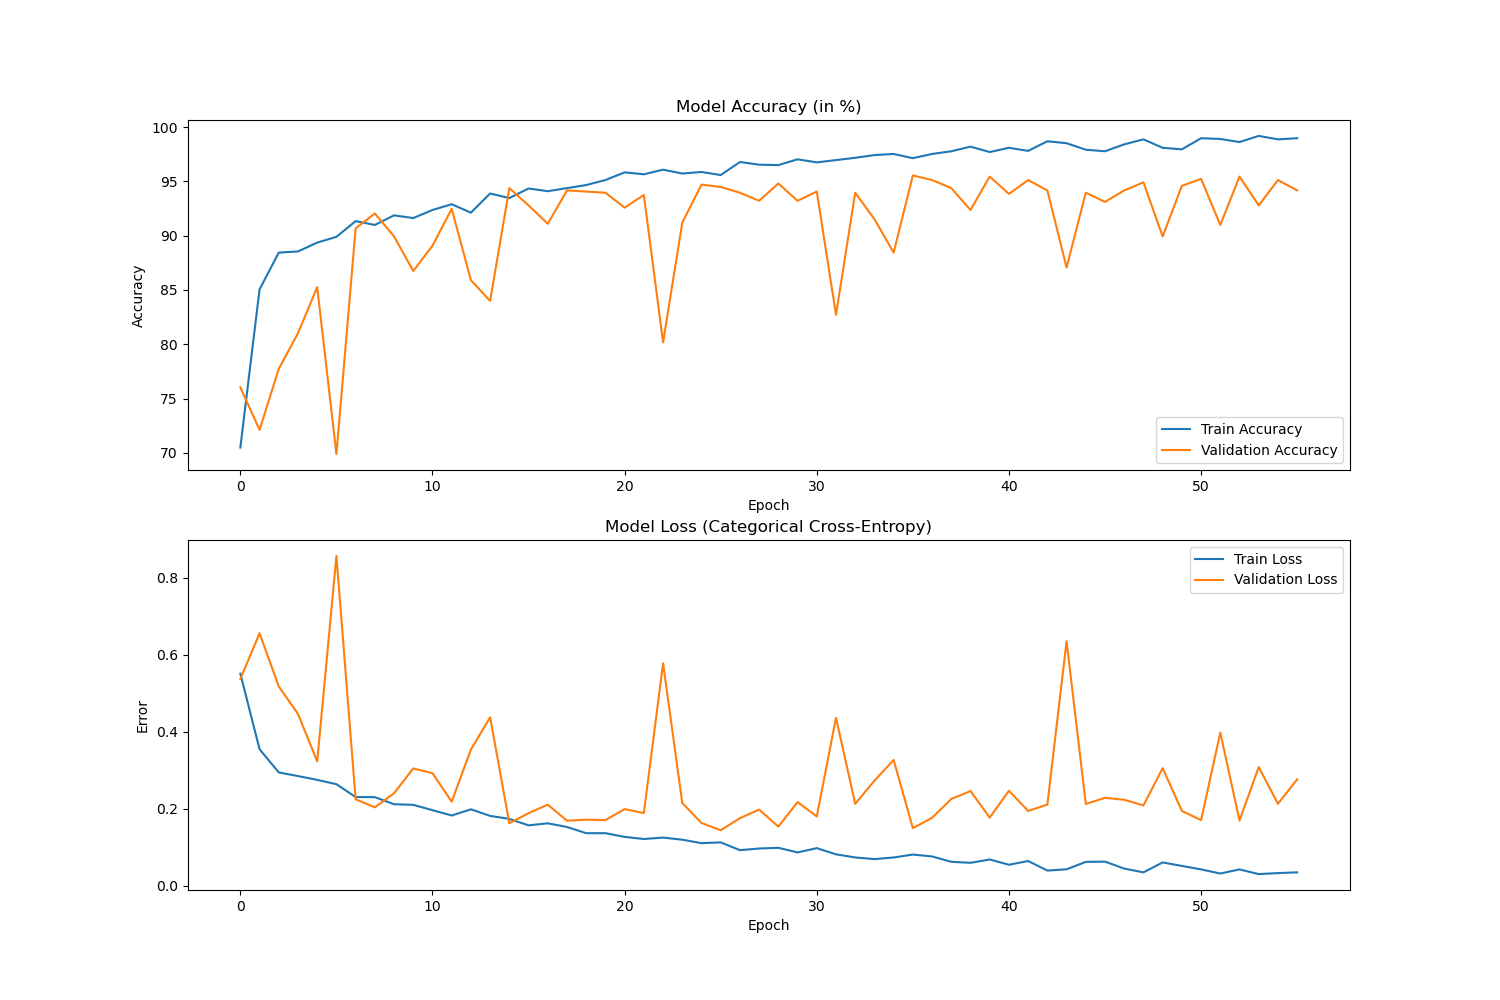 Model Accuracy (in %)
100
95
90
85
80
75
70
Accuracy
Train Accuracy
Validation Accuracy
0 10 20 30 40 50
Epoch
Model Loss (Categorical Cross-Entropy)
Train Loss
Validation Loss
0.8
0.6
0.4
0.2
0.0
Error
0 10 20 30 40 50
Epoch